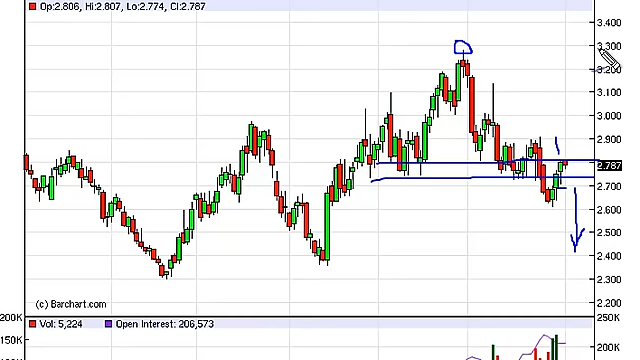 Op:2.806, Hi:2.807, Lo:2.774, Cl:2.787
3.400
3.300
3.200
3.100
3.000
2.900
2.787
2.700
2.600
2.500
2.400
2.300
2.200
(c) Barchart.com
Vol: 5,224 Open Interest: 206,573
200K 250K
150K 200K